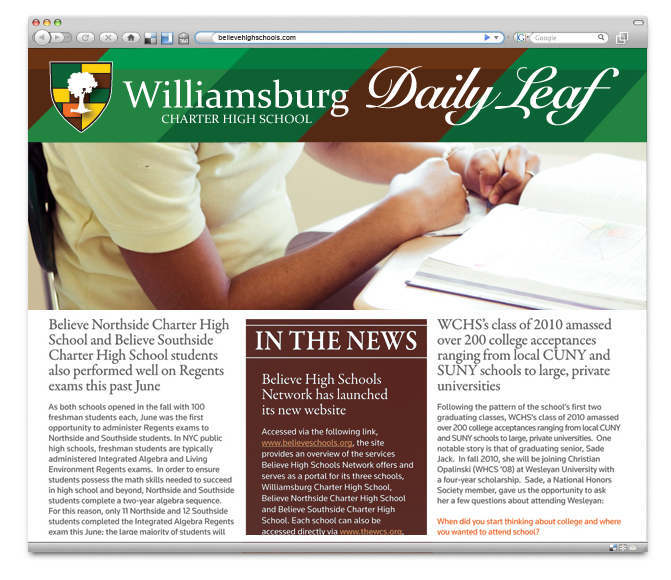 believehighschools.com
Google
Williamsburg
CHARTER HIGH SCHOOL
Daily Leaf
Believe Northside Charter High
School and Believe Southside
Charter High School students
also performed well on Regents
exams this past June
As both schools opened in the fall with 100
freshman students each, June was the first
opportunity to administer Regents exams to
Northside and Southside students. In NYC public
high schools, freshman students are typically
administered Integrated Algebra and Living
Environment Regents exams. In order to ensure
students possess the math skills needed to succeed
in high school and beyond, Northside and Southside
students complete a two-year algebra sequence.
For this reason, only 11 Northside and 12 Southside
students completed the Integrated Algebra Regents
exam this June; the large majority of students will
IN THE NEWS
Believe High Schools
Network has launched
its new website
Accessed via the following link,
www.believeschools.org, the site
provides an overview of the services
Believe High Schools Network offers and
serves as a portal for its three schools,
Williamsburg Charter High School,
Believe Northside Charter High School
and Believe Southside Charter High
School. Each school can also be
accessed directly via www.thewcs.org,
WCHS's class of 2010 amassed
over 200 college acceptances
ranging from local CUNY and
SUNY schools to large, private
universities
Following the pattern of the school's first two
graduating classes, WCHS's class of 2010 amassed
over 200 college acceptances ranging from local CUNY
and SUNY schools to large, private universities. One
notable story is that of graduating senior, Sade
Jack. In fall 2010, she will be joining Christian
Opalinski (WHCS '08) at Wesleyan University with
a four-year scholarship. Sade, a National Honors
Society member, gave us the opportunity to ask
her a few questions about attending Wesleyan:
When did you start thinking about college and where
you wanted to attend school?